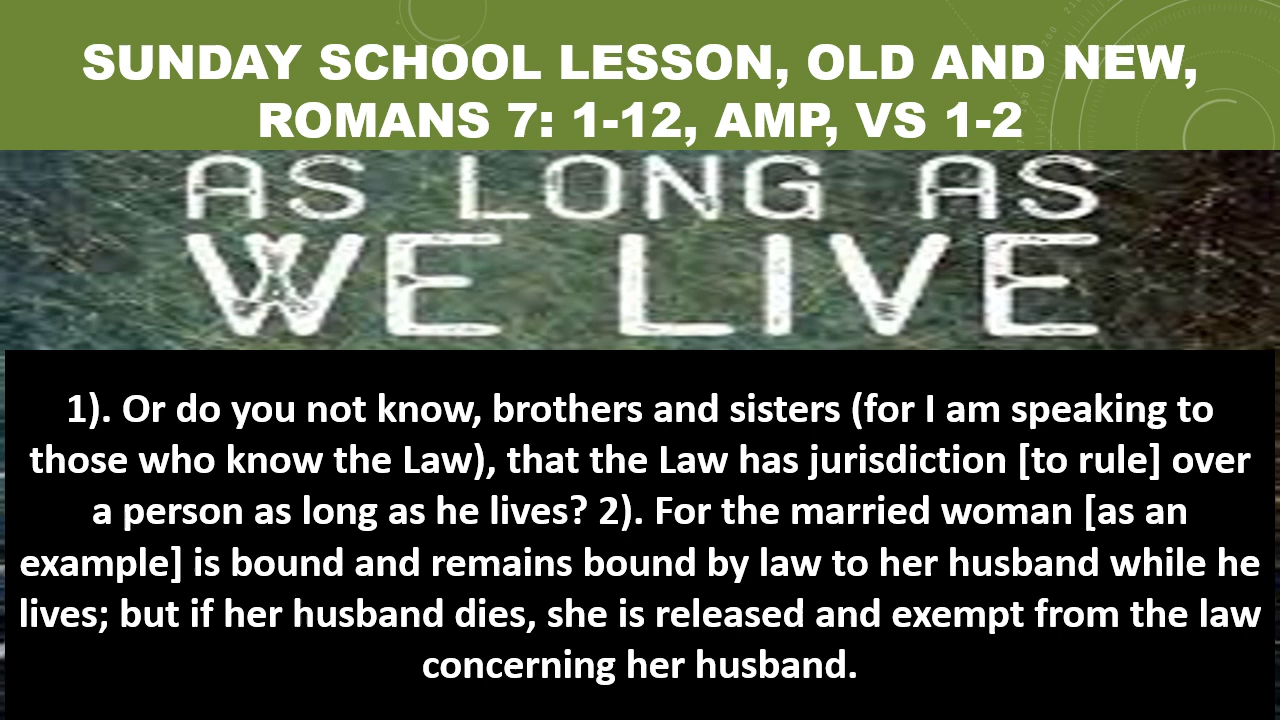 SUNDAY SCHOOL LESSON, OLD AND NEW,
ROMANS 7: 1-12, AMP, VS 1-2
AS LONG AS
WE LIVE
1). Or do you not know, brothers and sisters (for I am speaking to
those who know the Law), that the Law has jurisdiction [to rule] over
a person as long as he lives? 2). For the married woman [as an
example] is bound and remains bound by law to her husband while he
lives; but if her husband dies, she is released and exempt from the law
concerning her husband.